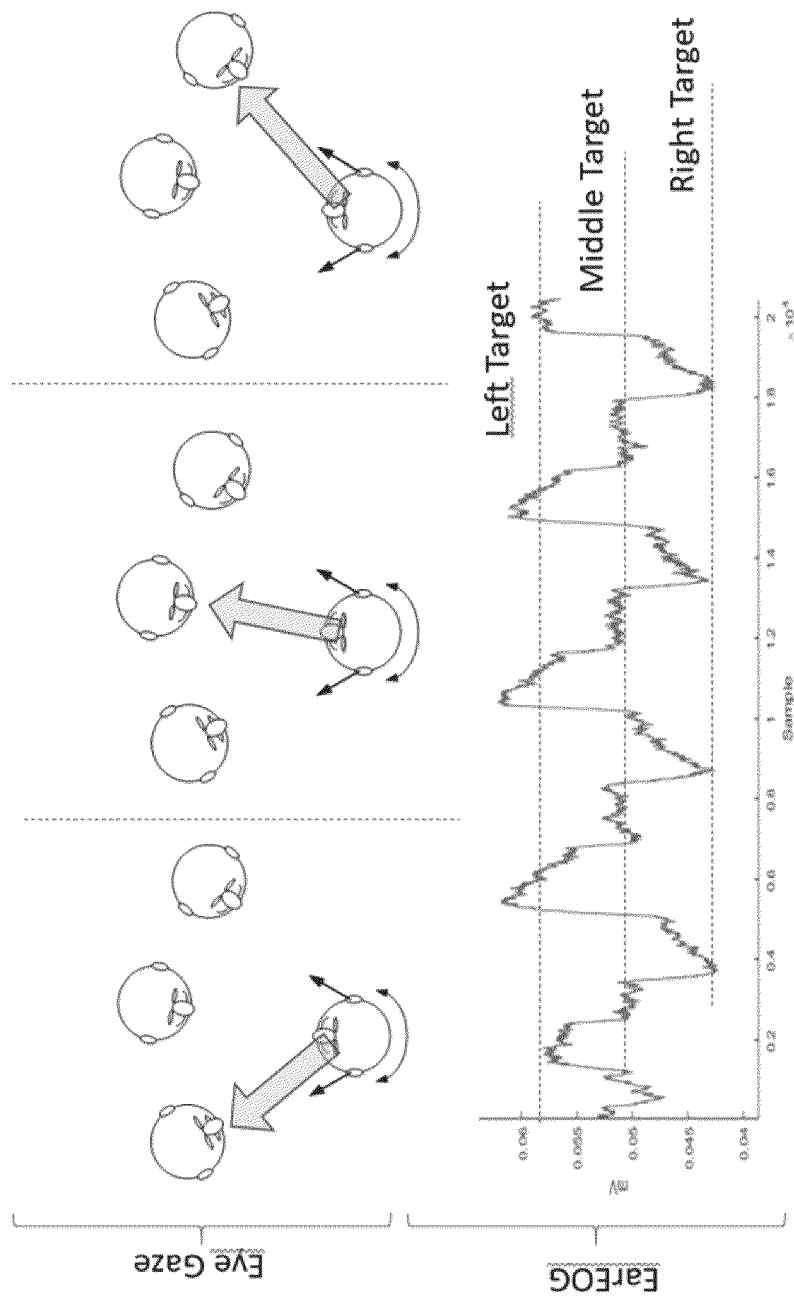 Eye Gaze
EarEOG
Left Target
Middle Target
Right Target
mV
0.06
0.055
0.05
0.045
0.04
0.2
0.4
0.6
0.8
1
1.2
1.4
1.6
1.8
2
× 10⁴
Sample